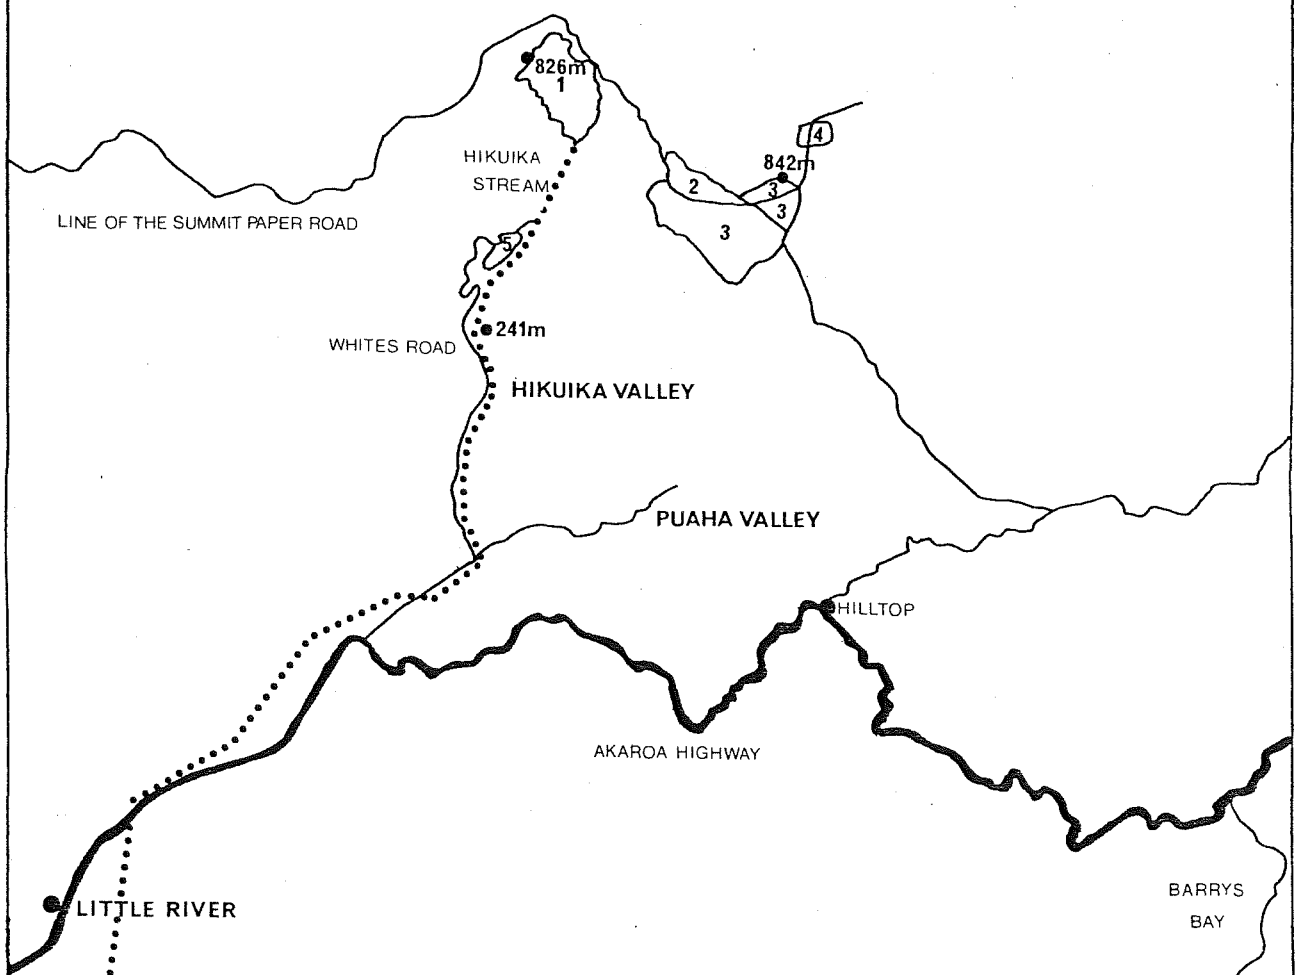 826m
1
4
HIKUIKA
STREAM
842m
2
3
3
3
LINE OF THE SUMMIT PAPER ROAD
5
241m
WHITES ROAD
HIKUIKA VALLEY
PUAHA VALLEY
HILLTOP
AKAROA HIGHWAY
BARRYS
BAY
LITTLE RIVER